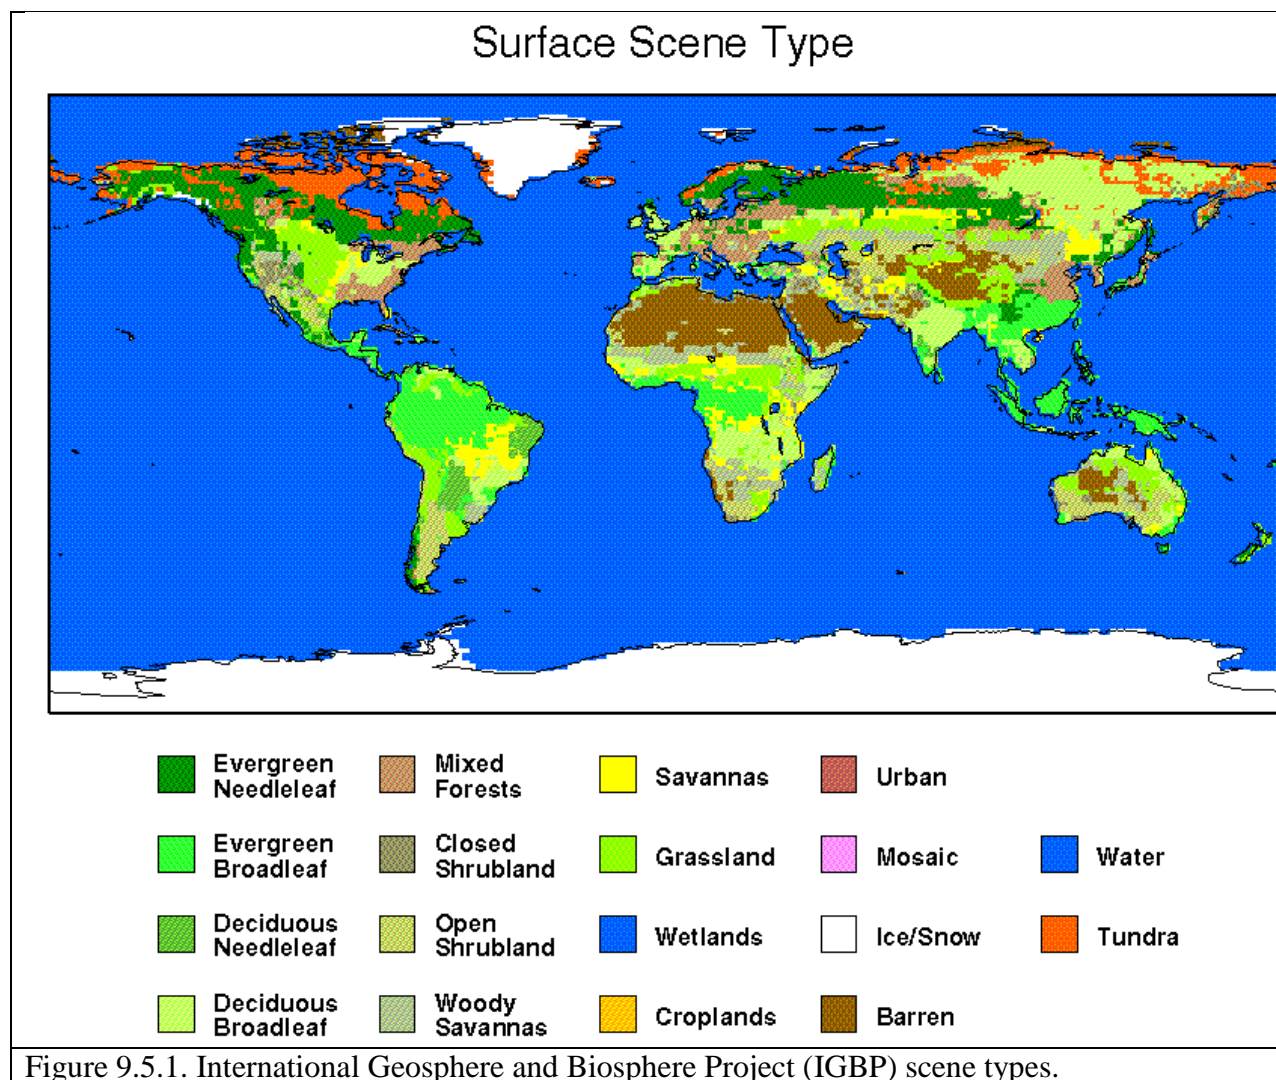 Surface Scene Type
Evergreen
Needleleaf
Mixed
Forests
Savannas
Urban
Evergreen
Broadleaf
Closed
Shrubland
Grassland
Mosaic
Water
Deciduous
Needleleaf
Open
Shrubland
Wetlands
Ice/Snow
Tundra
Deciduous
Broadleaf
Woody
Savannas
Croplands
Barren
Figure 9.5.1. International Geosphere and Biosphere Project (IGBP) scene types.